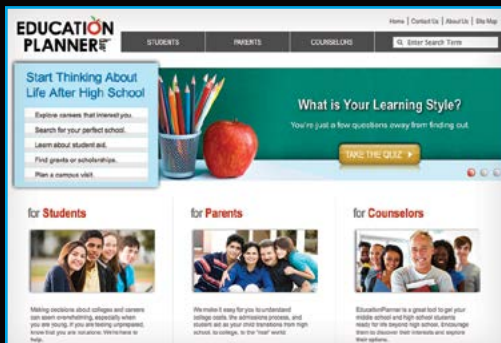 Home | Contact Us | About Us | Site Map
EDUCATION
PLANNER
STUDENTS
PARENTS
COUNSELORS
Enter Search Term
Start Thinking About
Life After High School
Explore careers that interest you.
Search for your perfect school.
Learn about student aid.
Find grants or scholarships.
Plan a campus visit.
What is Your Learning Style?
You're just a few questions away from finding out.
TAKE THE QUIZ
for Students
for Parents
for Counselors
Making decisions about colleges and careers
can seem overwhelming, especially when
you are young. If you are feeling unprepared,
know that you are not alone. We're here to
help.
We make it easy for you to understand
college costs, the admissions process, and
student aid as your child transitions from high
school, to college, to the "real" world.
EducationPlanner is a great tool to get your
middle school and high school students
ready for life beyond high school. Encourage
them to discover their interests and explore
their options.